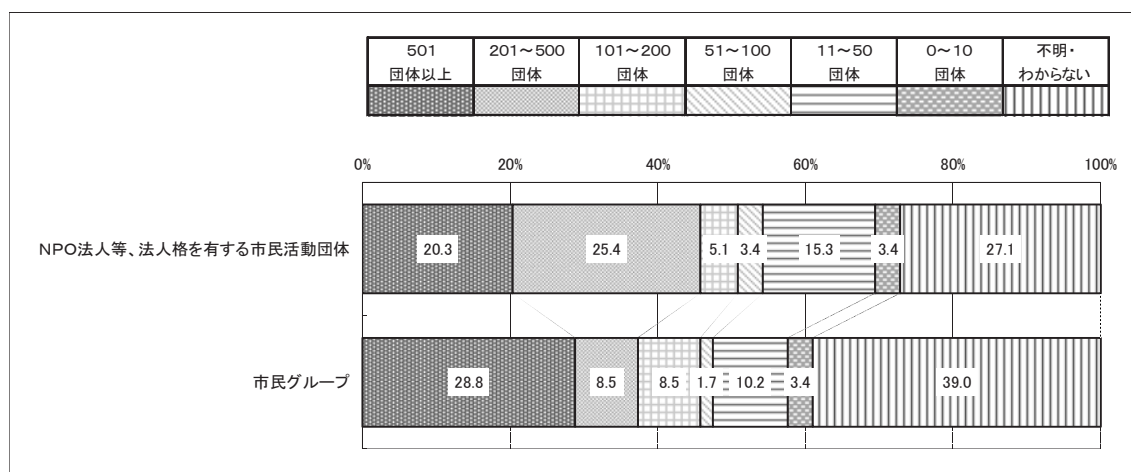 501 201～500 101～200 51～100 11～50 0～10 不明・
団体以上 団体 団体 団体 団体 団体 わからない
0% 20% 40% 60% 80% 100%
NPO法人等、法人格を有する市民活動団体 20.3 25.4 5.1 3.4 15.3 3.4 27.1
市民グループ 28.8 8.5 8.5 1.7 10.2 3.4 39.0